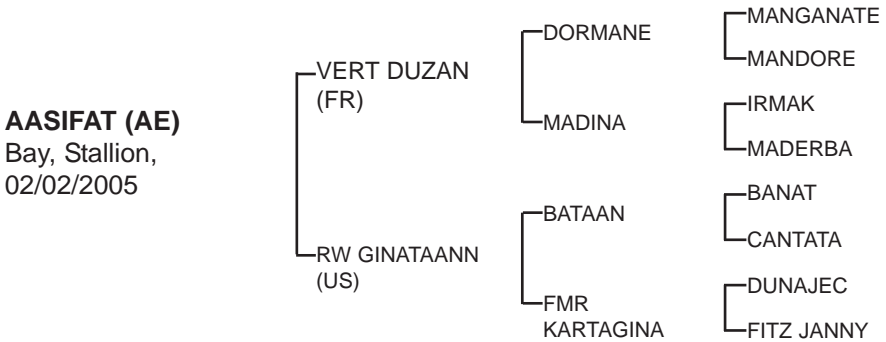 AASIFAT (AE)
Bay, Stallion,
02/02/2005
VERT DUZAN
(FR)
RW GINATAANN
(US)
DORMANE
MADINA
BATAAN
FMR
KARTAGINA
MANGANATE
MANDORE
IRMAK
MADERBA
BANAT
CANTATA
DUNAJEC
FITZ JANNY